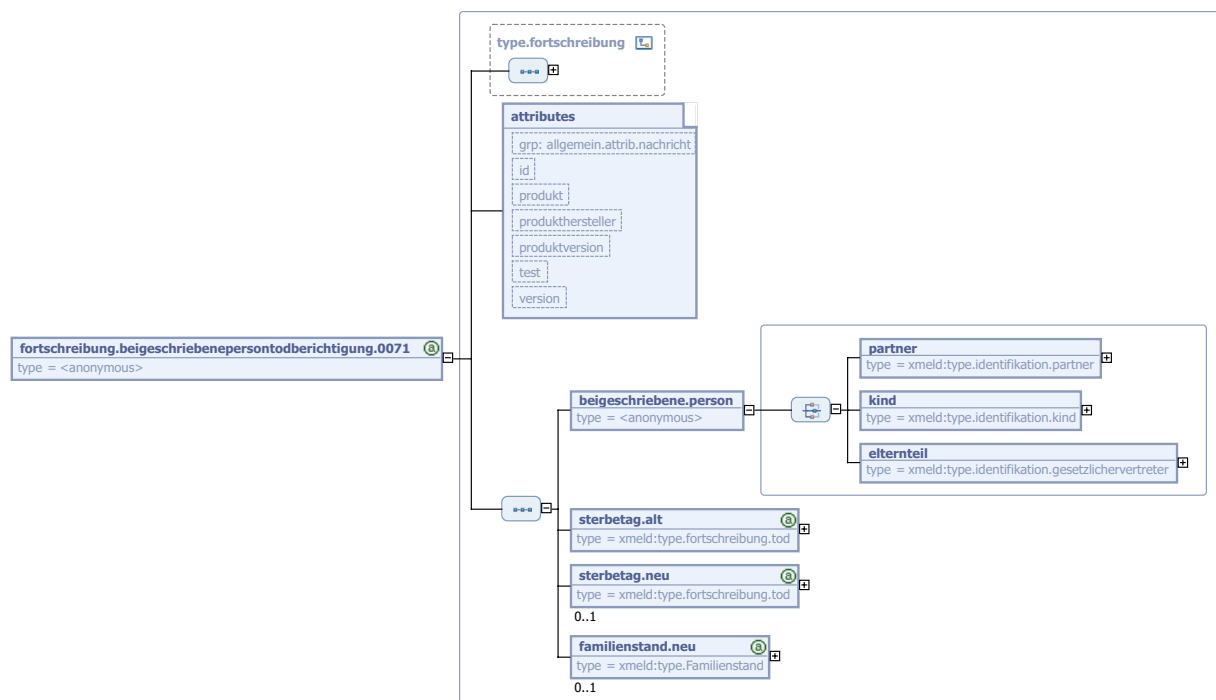 type.fortschreibung
attributes
grp: allgemein.attrib.nachricht
id
produkt
produkthersteller
produktversion
test
version
fortschreibung.beigeschriebenepersontodberichtigung.0071 a
type = <anonymous>
beigeschriebene.person
type = <anonymous>
partner
type = xmeld:type.identifikation.partner
kind
type = xmeld:type.identifikation.kind
elternteil
type = xmeld:type.identifikation.gesetzlichervertreter
sterbetag.alt a
type = xmeld:type.fortschreibung.tod
sterbetag.neu a
type = xmeld:type.fortschreibung.tod
0..1
familienstand.neu a
type = xmeld:type.Familienstand
0..1